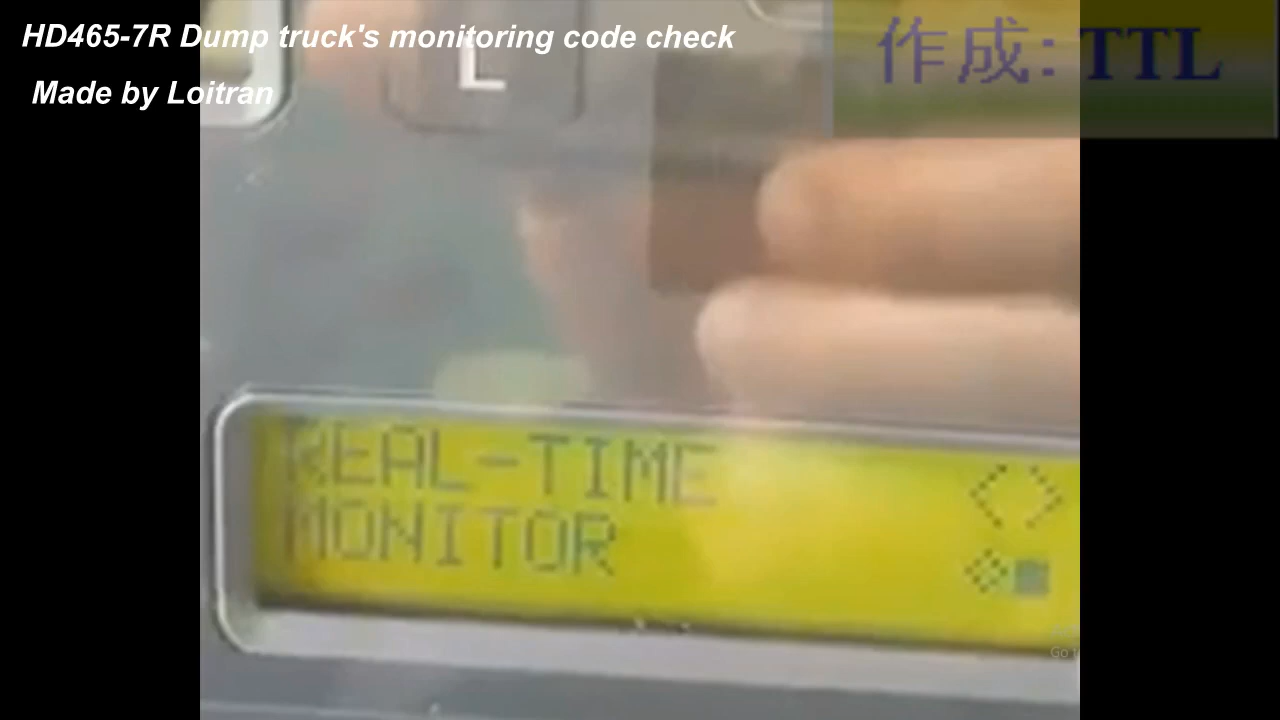 HD465-7R Dump truck's monitoring code check
Made by Loitran
作成: TTL
L
REAL-TIME
MONITOR